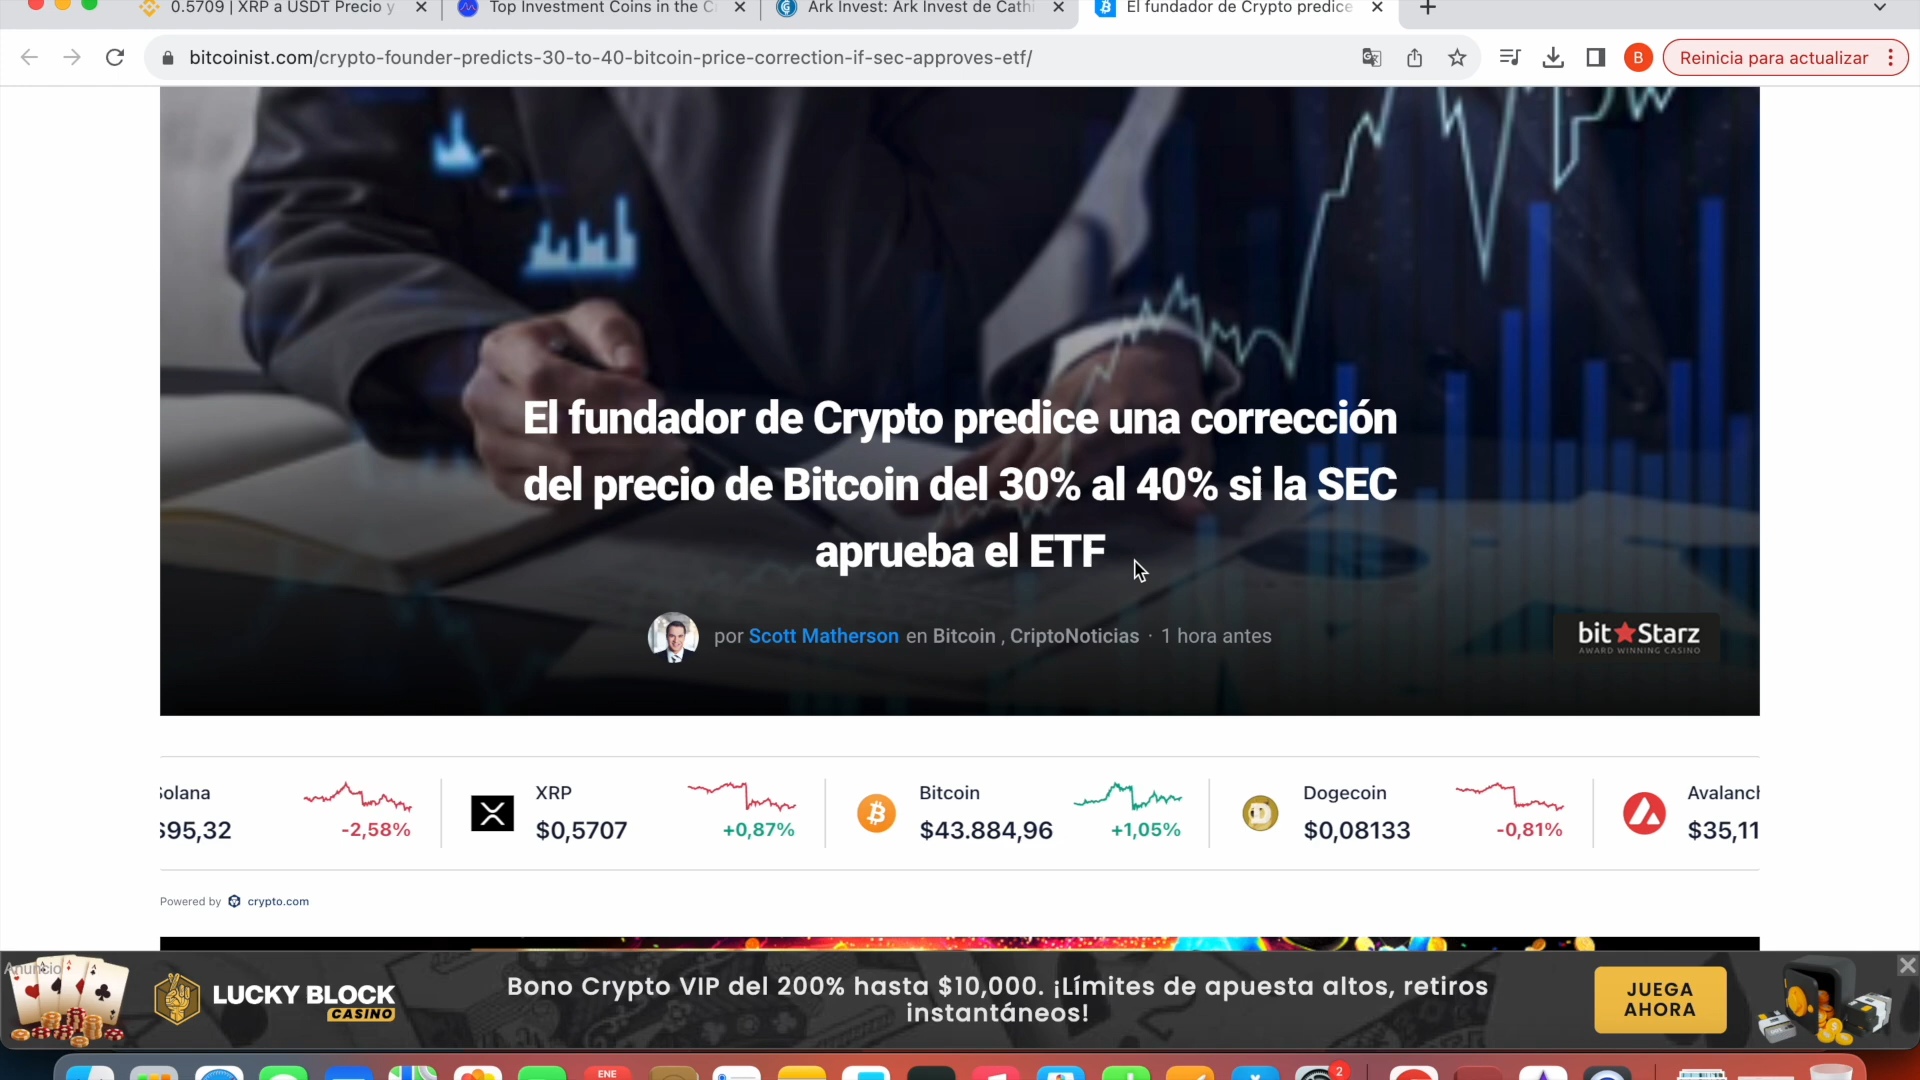 0.5709 | XRP a USDT Precio y
Top Investment Coins in the C
Ark Invest: Ark Invest de Cathi
El fundador de Crypto predice
bitcoinist.com/crypto-founder-predicts-30-to-40-bitcoin-price-correction-if-sec-approves-etf/
B
Reinicia para actualizar
El fundador de Crypto predice una corrección
del precio de Bitcoin del 30% al 40% si la SEC
aprueba el ETF
por Scott Matherson en Bitcoin , CriptoNoticias · 1 hora antes
bit Starz
AWARD WINNING CASINO
Solana
$95,32
-2,58%
XRP
$0,5707
+0,87%
Bitcoin
$43.884,96
+1,05%
Dogecoin
$0,08133
-0,81%
Avalanch
$35,11
Powered by crypto.com
Anuncio
LUCKY BLOCK
CASINO
Bono Crypto VIP del 200% hasta $10,000. ¡Límites de apuesta altos, retiros
instantáneos!
JUEGA
AHORA
ENE
2